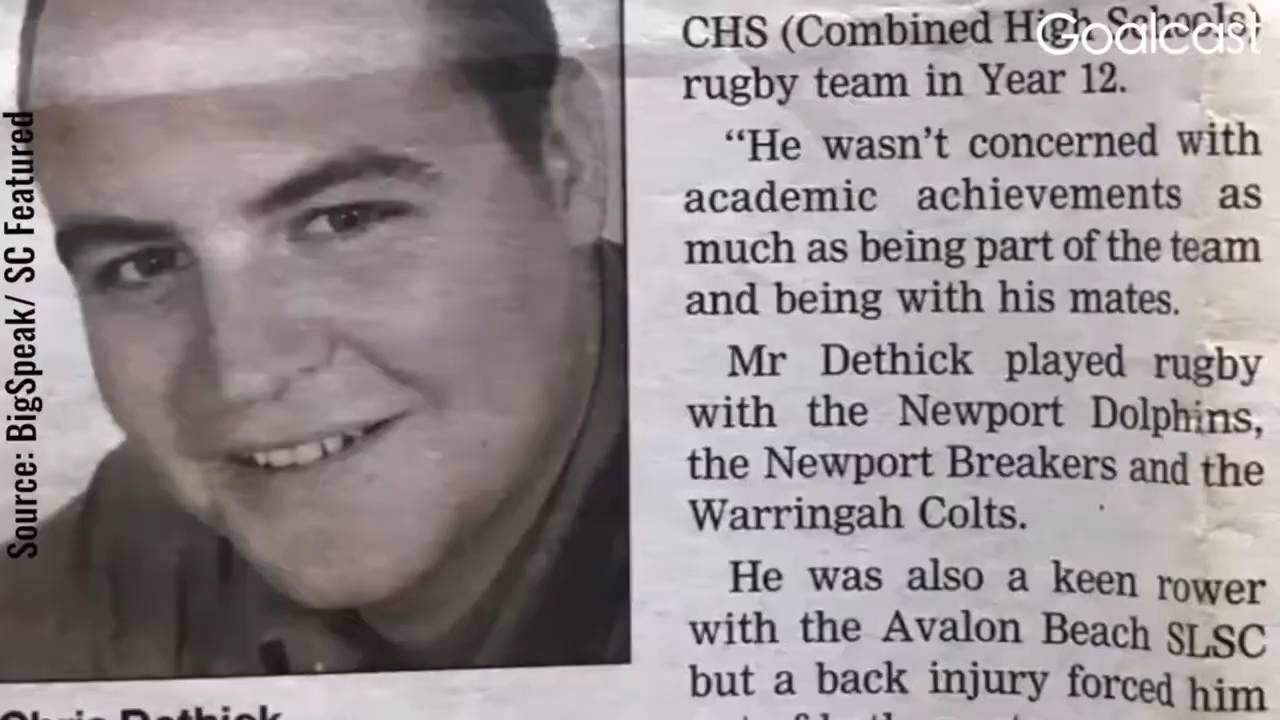 Source: BigSpeak/ SC Featured
Goalcast
CHS (Combined High Schools)
rugby team in Year 12.
“He wasn’t concerned with
academic achievements as
much as being part of the team
and being with his mates.
Mr Dethick played rugby
with the Newport Dolphins,
the Newport Breakers and the
Warringah Colts.
He was also a keen rower
with the Avalon Beach SLSC
but a back injury forced him
Chris Dethick